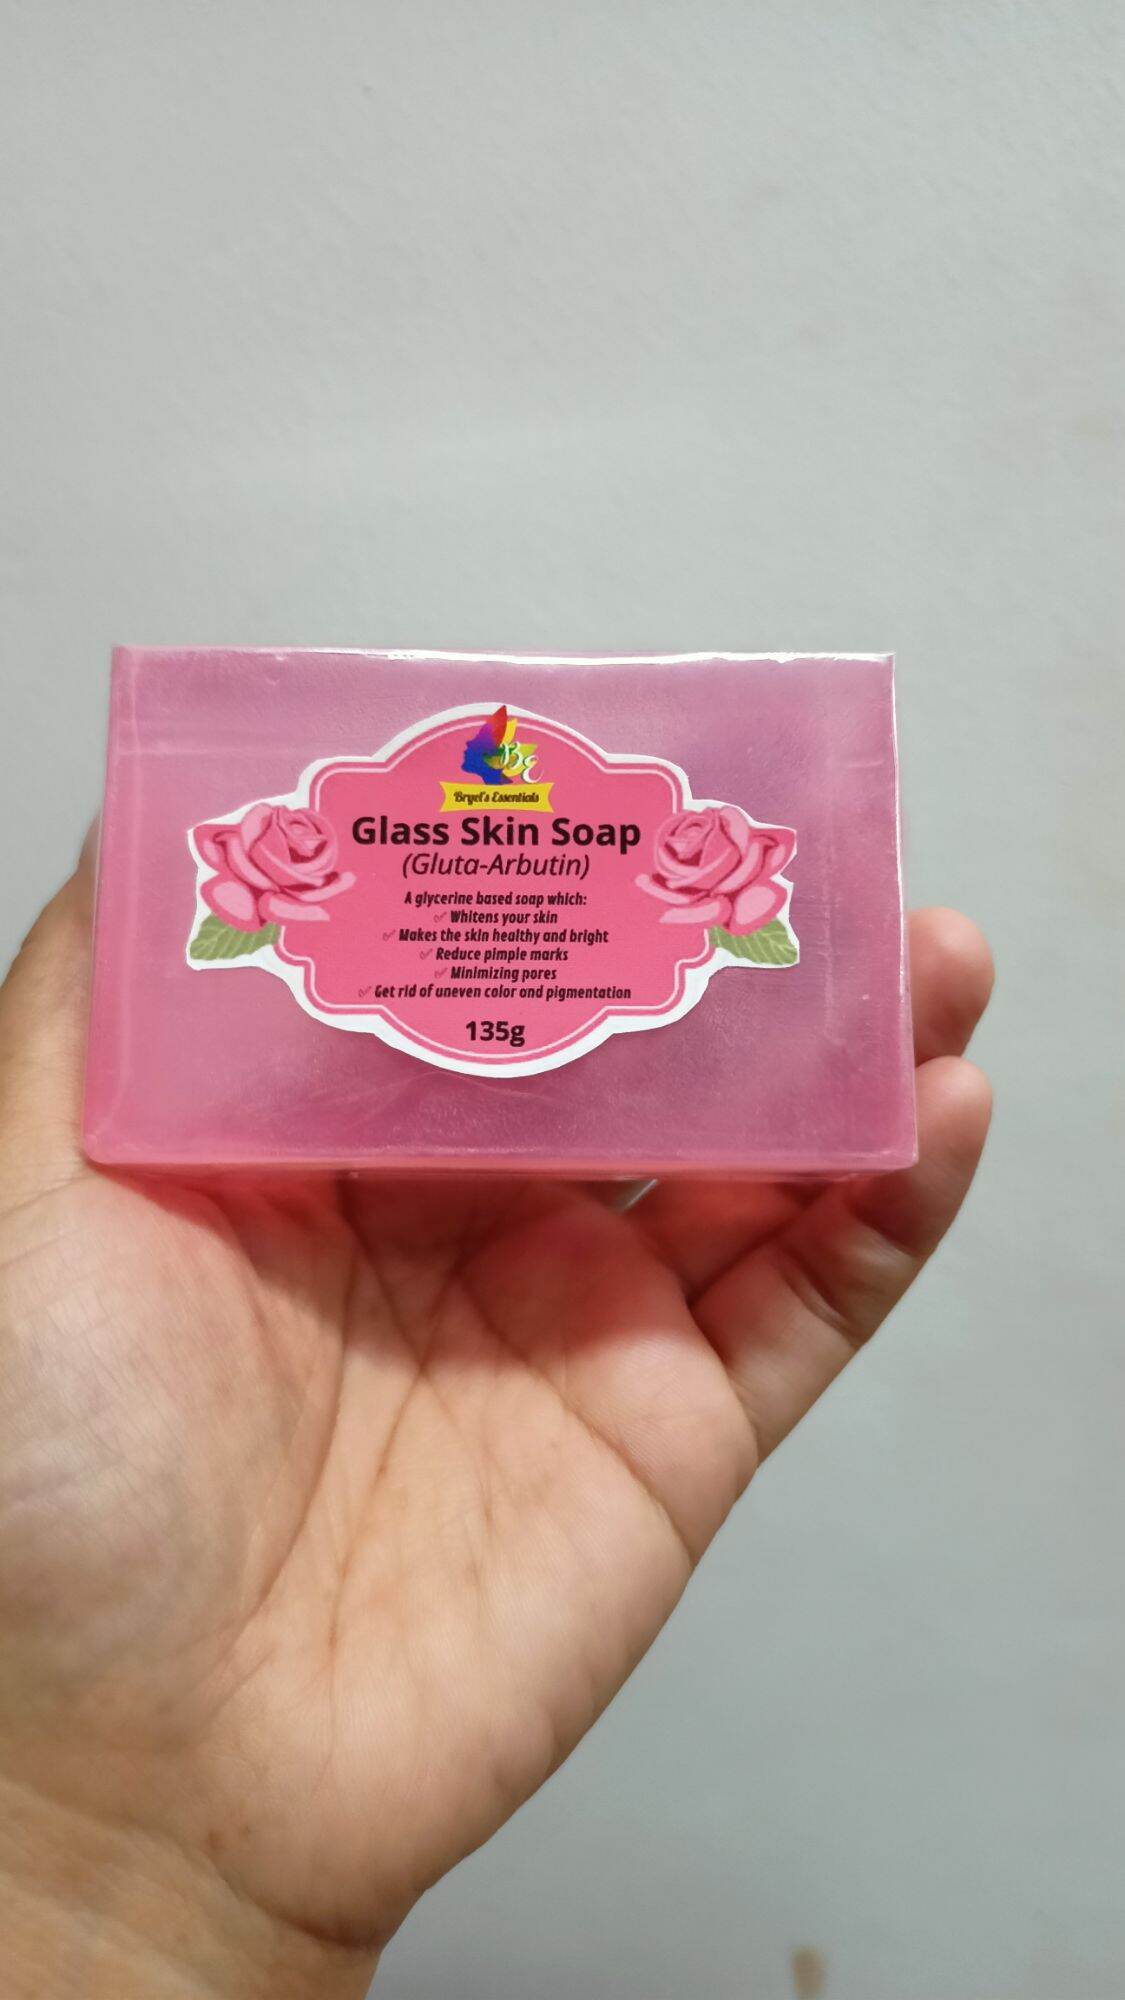 BE
Bryel's Essentials
Glass Skin Soap
(Gluta-Arbutin)
A glycerine based soap which:
✅ Whitens your skin
✅ Makes the skin healthy and bright
✅ Reduce pimple marks
✅ Minimizing pores
✅ Get rid of uneven color and pigmentation
135g